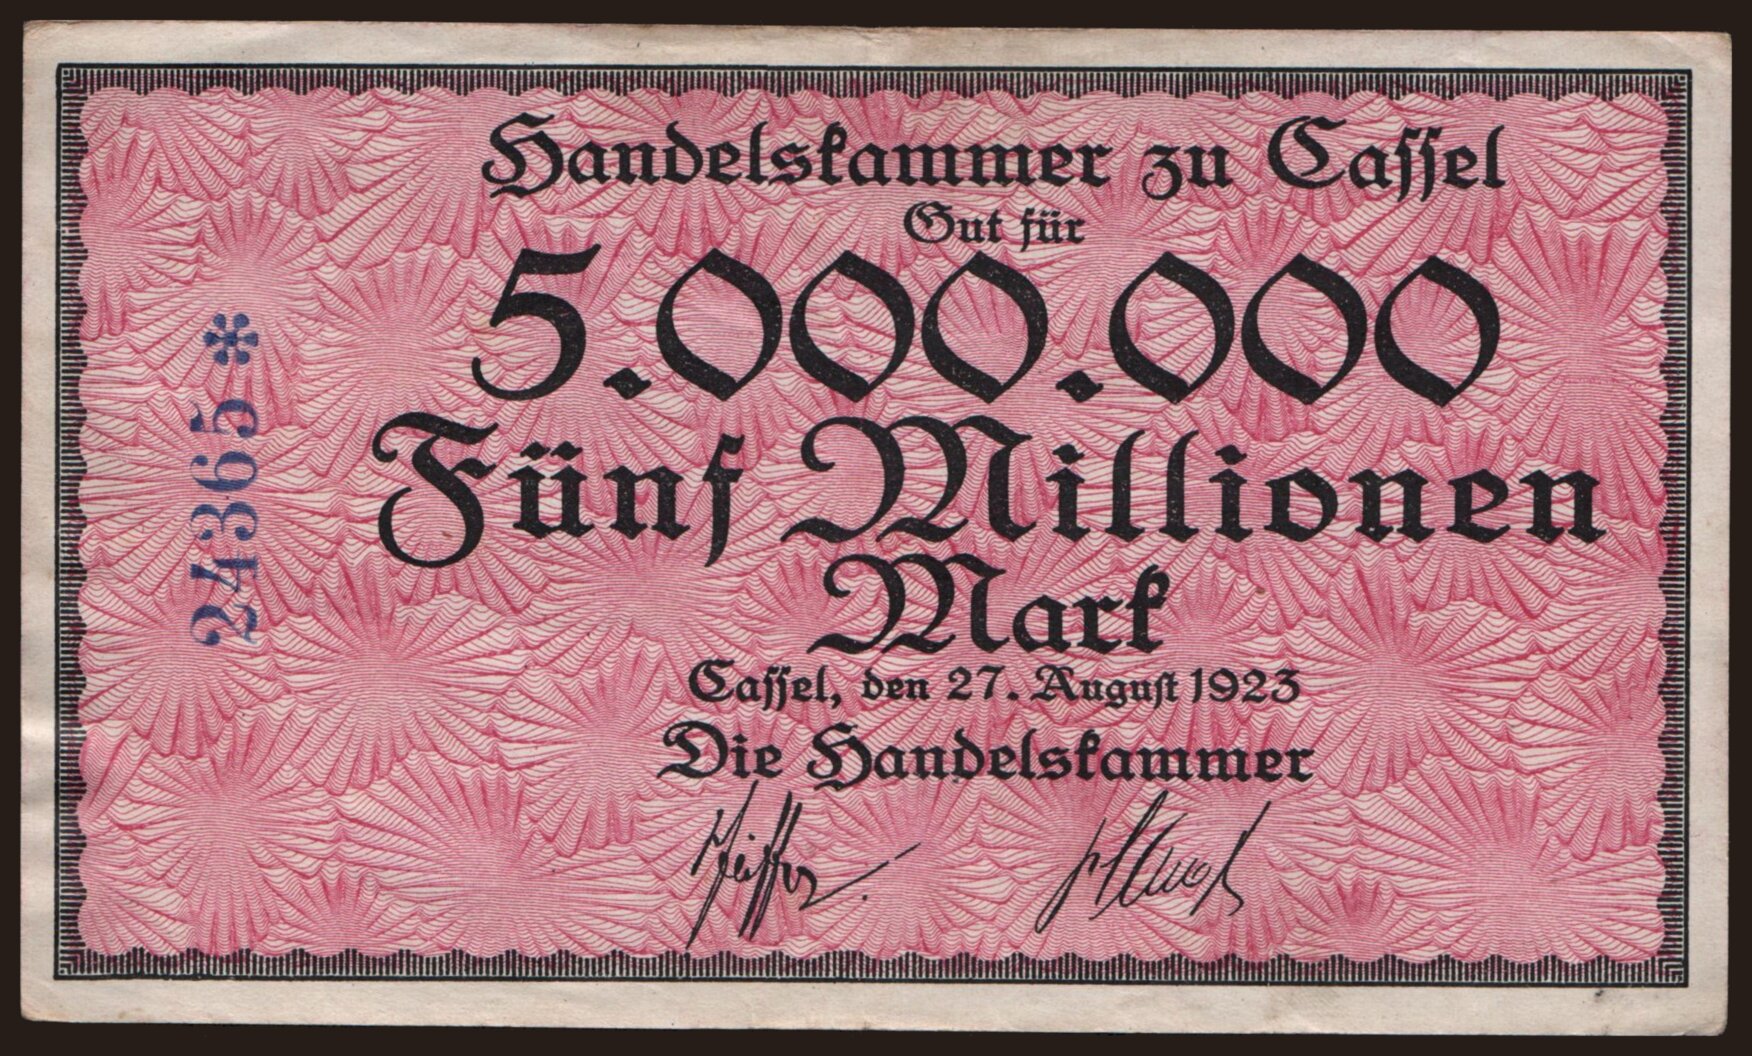 Handelskammer zu Cassel
Gut für
5.000.000
Fünf Millionen
Mark
Cassel, den 27. August 1923
Die Handelskammer
Pfeiffer.
24365 *